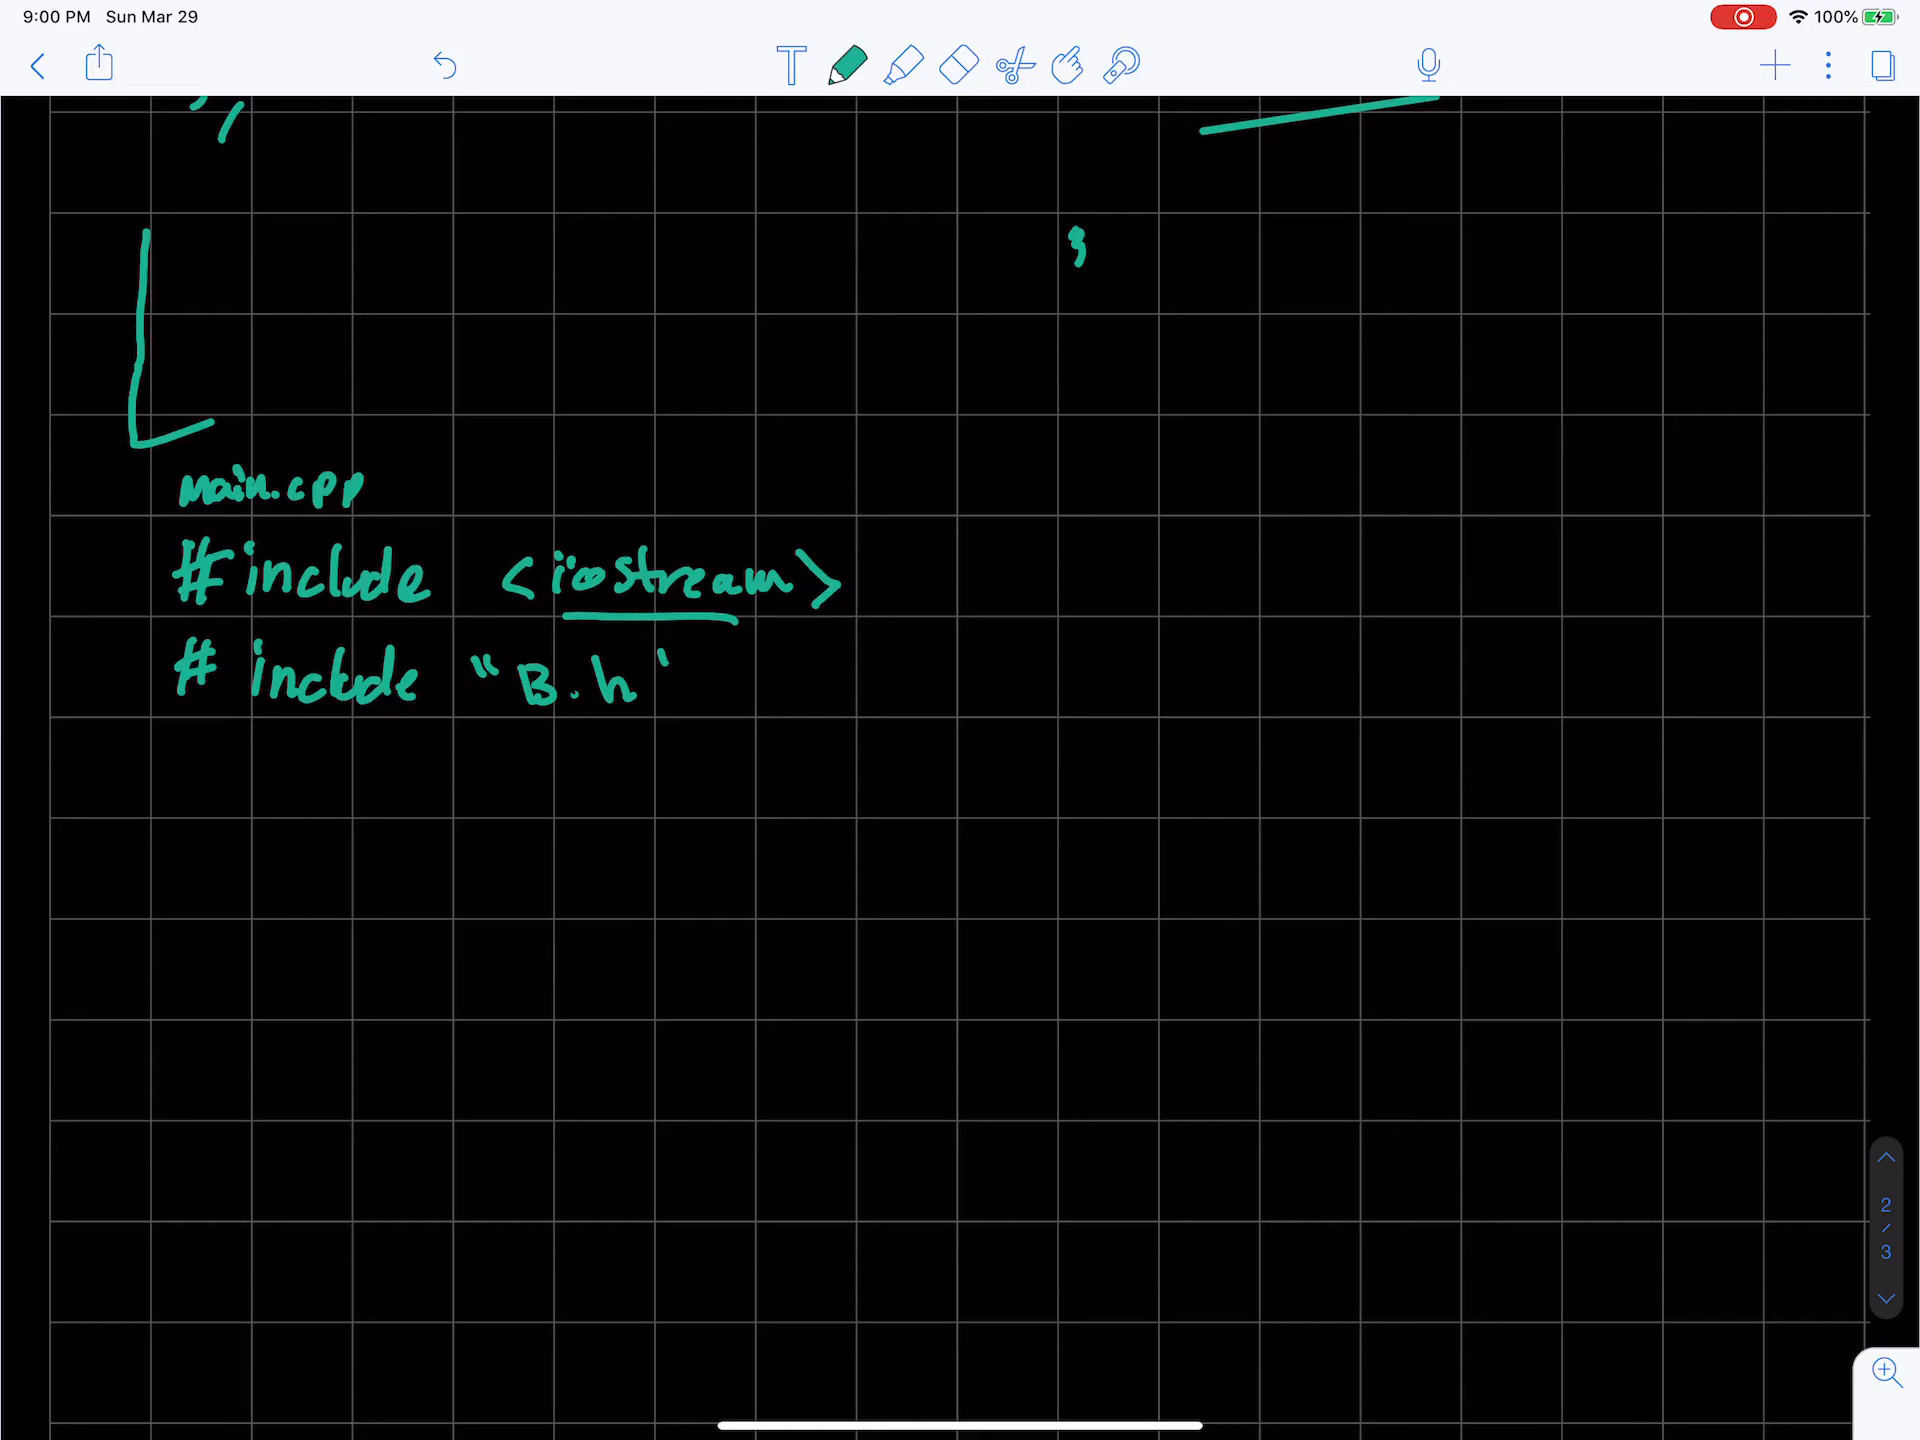 9:00 PM Sun Mar 29
100%
main.cpp
#include <iostream>
# include "B.h'
2
/
3